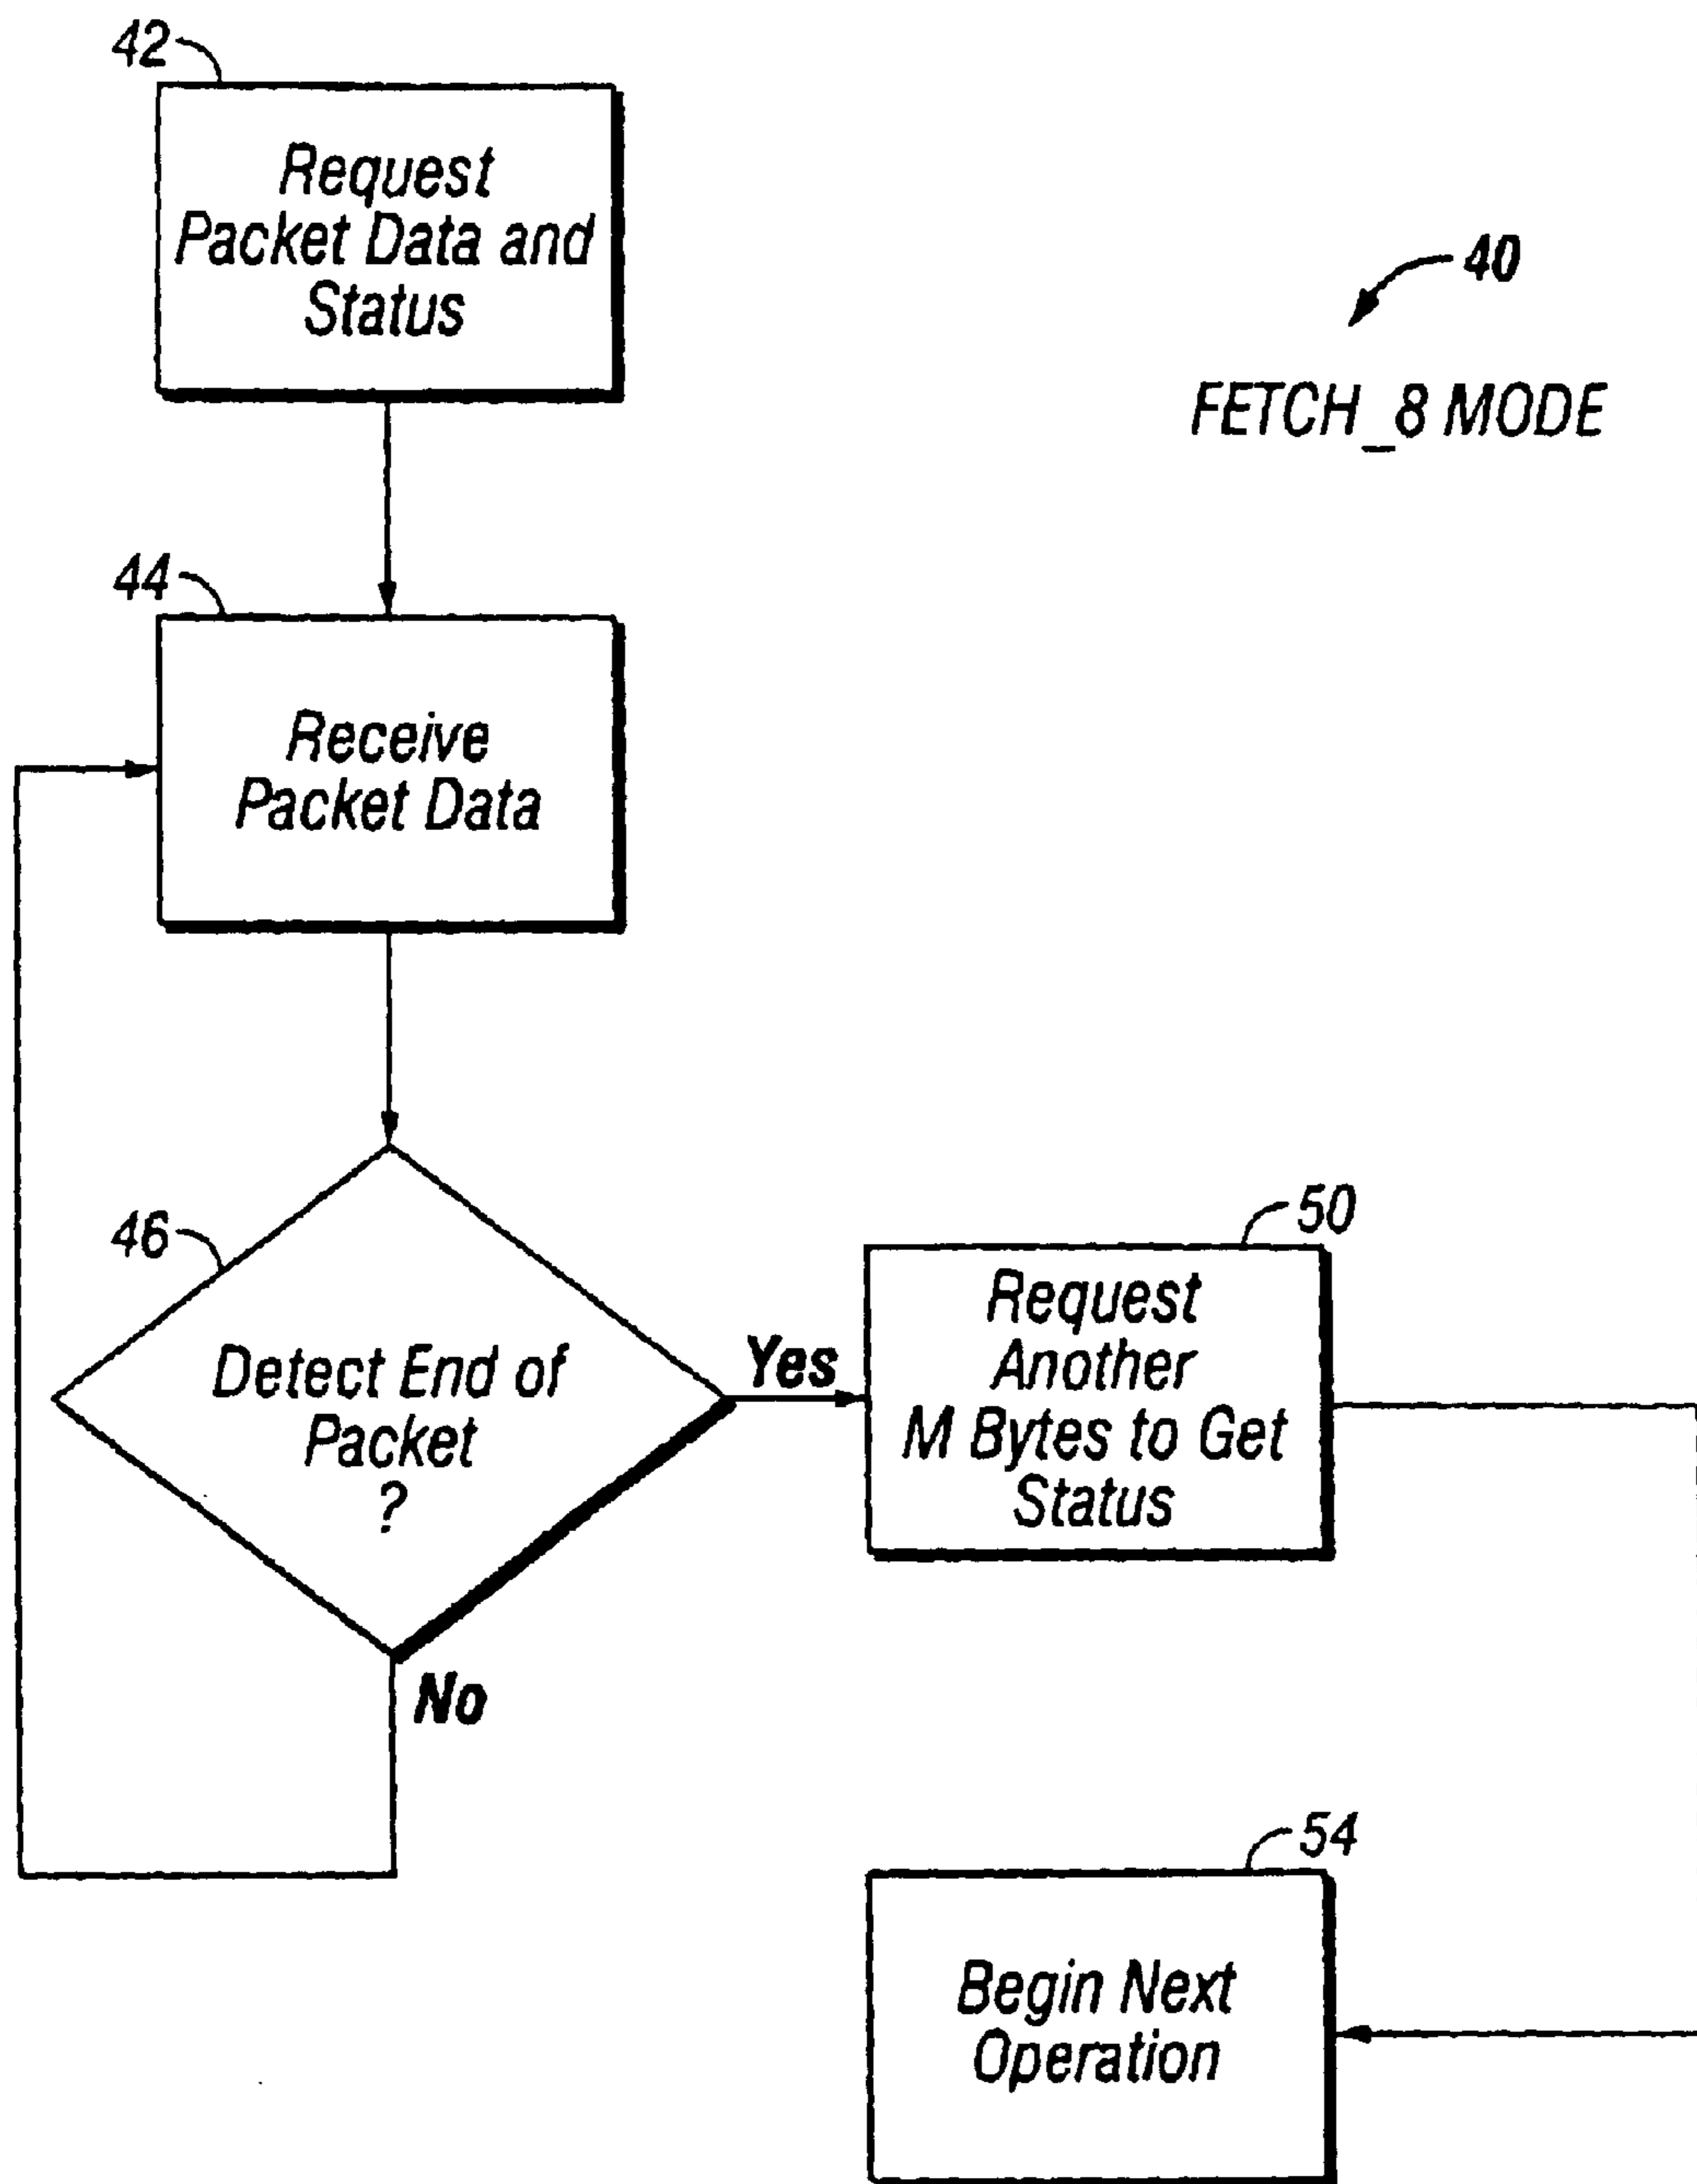 42
Request
Packet Data and
Status
40
FETCH_8 MODE
44
Receive
Packet Data
46
Detect End of
Packet
?
Yes
No
50
Request
Another
M Bytes to Get
Status
54
Begin Next
Operation